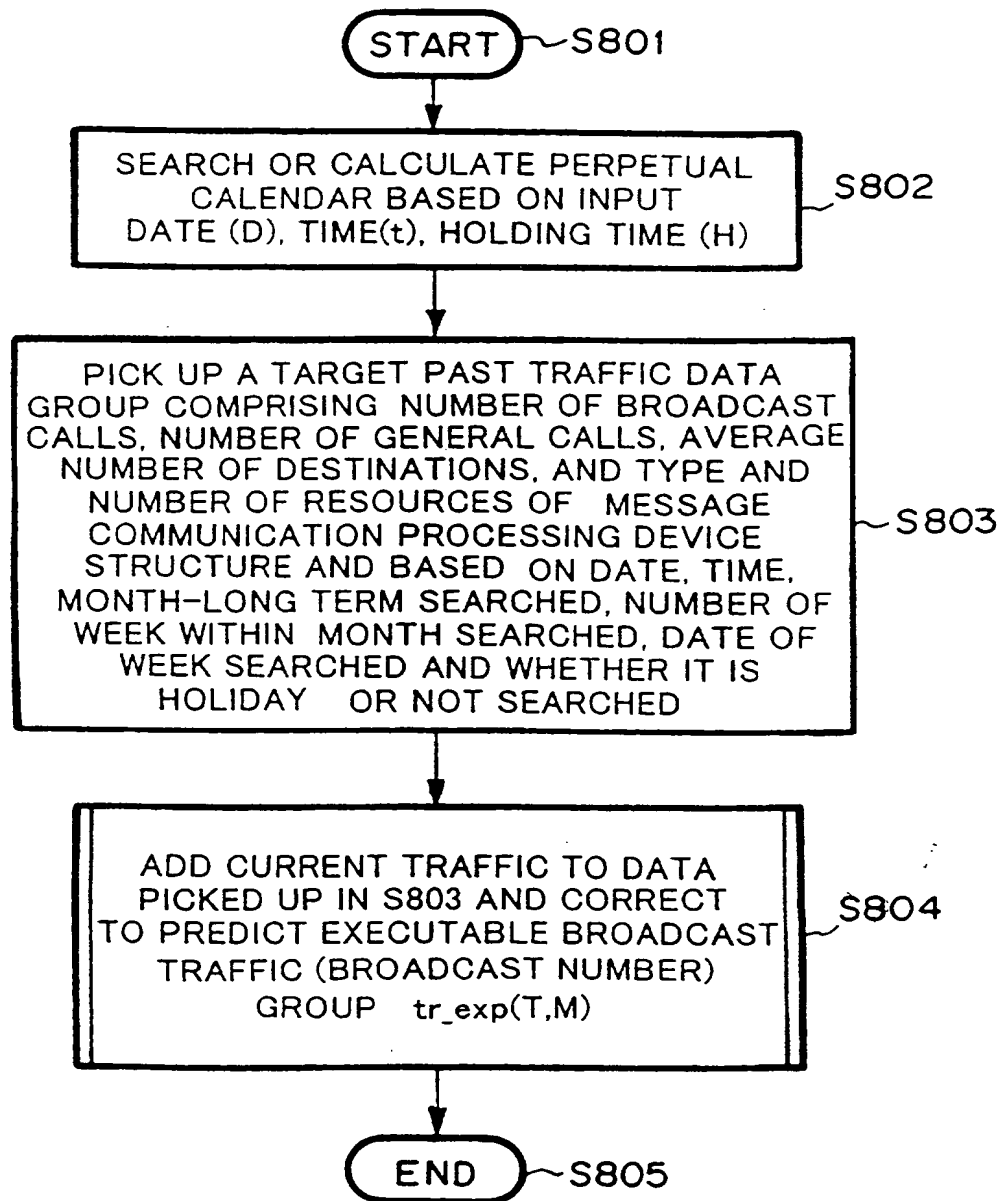 START S801
SEARCH OR CALCULATE PERPETUAL
CALENDAR BASED ON INPUT
DATE (D), TIME(t), HOLDING TIME (H)
S802
PICK UP A TARGET PAST TRAFFIC DATA
GROUP COMPRISING NUMBER OF BROADCAST
CALLS, NUMBER OF GENERAL CALLS, AVERAGE
NUMBER OF DESTINATIONS, AND TYPE AND
NUMBER OF RESOURCES OF MESSAGE
COMMUNICATION PROCESSING DEVICE
STRUCTURE AND BASED ON DATE, TIME,
MONTH-LONG TERM SEARCHED, NUMBER OF
WEEK WITHIN MONTH SEARCHED, DATE OF
WEEK SEARCHED AND WHETHER IT IS
HOLIDAY OR NOT SEARCHED
S803
ADD CURRENT TRAFFIC TO DATA
PICKED UP IN S803 AND CORRECT
TO PREDICT EXECUTABLE BROADCAST
TRAFFIC (BROADCAST NUMBER)
GROUP tr_exp(T,M)
S804
END S805